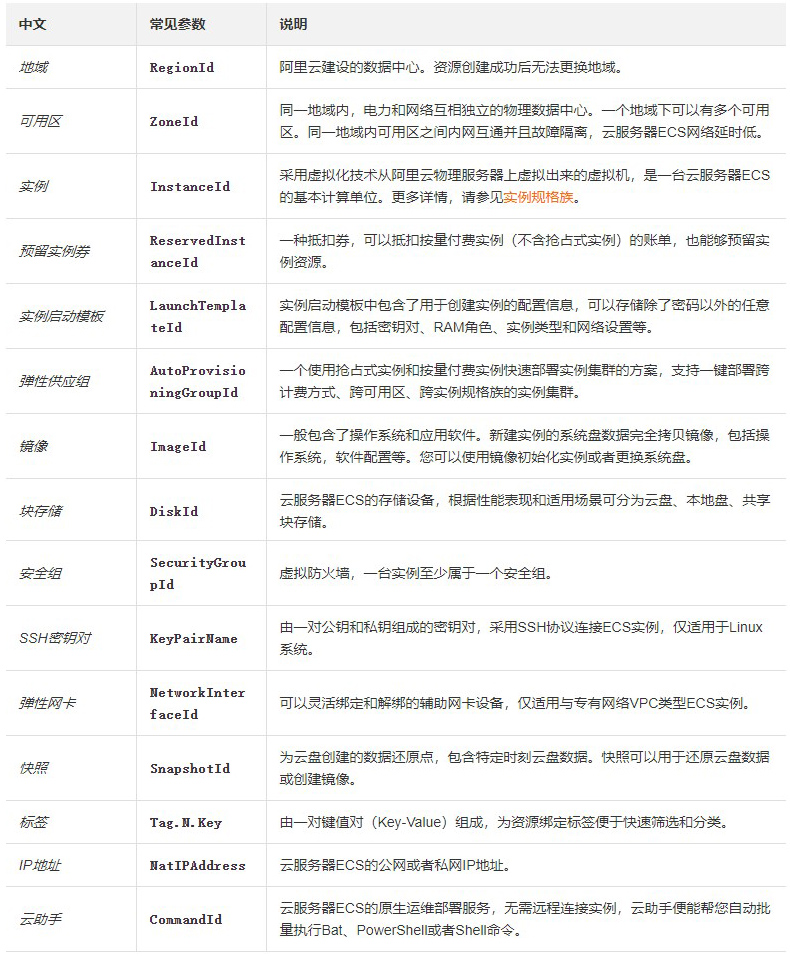 中文 常见参数 说明
地域 RegionId 阿里云建设的数据中心。资源创建成功后无法更换地域。
可用区 ZoneId 同一地域内，电力和网络互相独立的物理数据中心。一个地域下可以有多个可用
区。同一地域内可用区之间内网互通并且故障隔离，云服务器ECS网络延时低。
实例 InstanceId 采用虚拟化技术从阿里云物理服务器上虚拟出来的虚拟机，是一台云服务器ECS
的基本计算单位。更多详情，请参见实例规格族。
预留实例券 ReservedInst
anceId
一种抵扣券，可以抵扣按量付费实例（不含抢占式实例）的账单，也能够预留实
例资源。
实例启动模板 LaunchTempla
teId
实例启动模板中包含了用于创建实例的配置信息，可以存储除了密码以外的任意
配置信息，包括密钥对、RAM角色、实例类型和网络设置等。
弹性供应组 AutoProvisio
ningGroupId
一个使用抢占式实例和按量付费实例快速部署实例集群的方案，支持一键部署跨
计费方式、跨可用区、跨实例规格族的实例集群。
镜像 ImageId 一般包含了操作系统和应用软件。新建实例的系统盘数据完全拷贝镜像，包括操
作系统，软件配置等。您可以使用镜像初始化实例或者更换系统盘。
块存储 DiskId 云服务器ECS的存储设备，根据性能表现和适用场景可分为云盘、本地盘、共享
块存储。
安全组 SecurityGrou
pId
虚拟防火墙，一台实例至少属于一个安全组。
SSH密钥对 KeyPairName 由一对公钥和私钥组成的密钥对，采用SSH协议连接ECS实例，仅适用于Linux
系统。
弹性网卡 NetworkInter
faceId
可以灵活绑定和解绑的辅助网卡设备，仅适用与专有网络VPC类型ECS实例。
快照 SnapshotId 为云盘创建的数据还原点，包含特定时刻云盘数据。快照可以用于还原云盘数据
或创建镜像。
标签 Tag.N.Key 由一对键值对（Key-Value）组成，为资源绑定标签便于快速筛选和分类。
IP地址 NatIPAddress 云服务器ECS的公网或者私网IP地址。
云助手 CommandId 云服务器ECS的原生运维部署服务，无需远程连接实例，云助手便能帮您自动批
量执行Bat、PowerShell或者Shell命令。